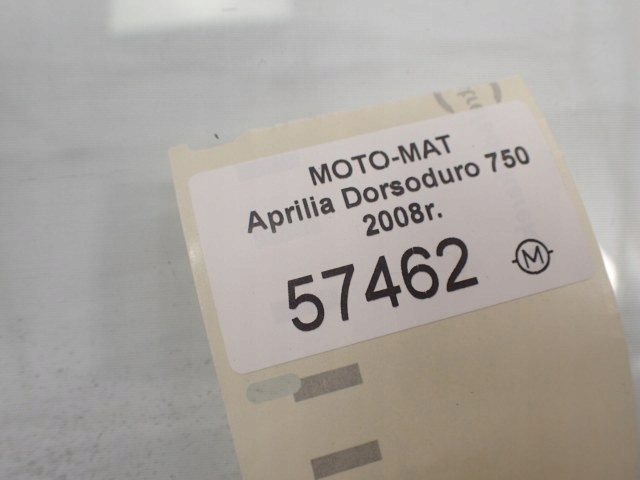 MOTO-MAT
Aprilia Dorsoduro 750
2008r.
57462
M